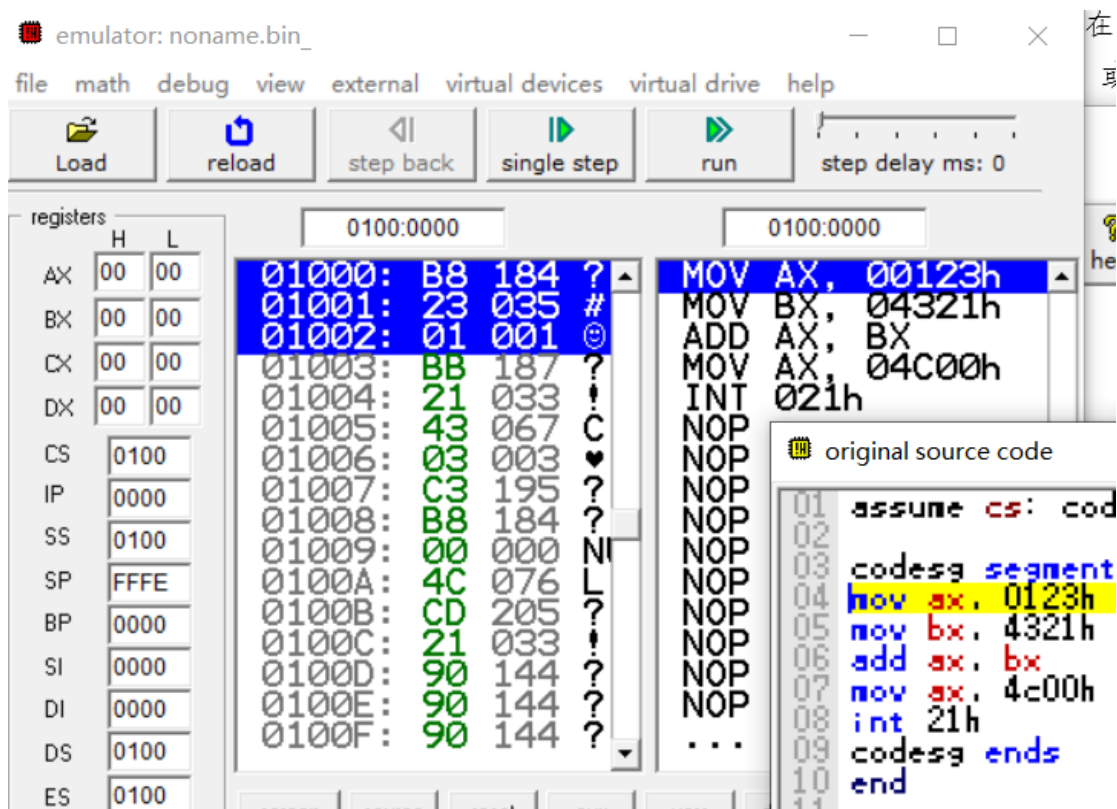 emulator: noname.bin_
在
file math debug view external virtual devices virtual drive help
Load reload step back single step run step delay ms: 0
registers
H L
0100:0000 0100:0000
AX 00 00
BX 00 00
CX 00 00
DX 00 00
CS 0100
IP 0000
SS 0100
SP FFFE
BP 0000
SI 0000
DI 0000
DS 0100
ES 0100
01000: B8 184 ?
01001: 23 035 #
01002: 01 001 ☺
01003: BB 187 ?
01004: 21 033 !
01005: 43 067 C
01006: 03 003 ♥
01007: C3 195 ?
01008: B8 184 ?
01009: 00 000
0100A: 4C 076 L
0100B: CD 205 ?
0100C: 21 033 !
0100D: 90 144 ?
0100E: 90 144 ?
0100F: 90 144 ?
MOV AX, 00123h
MOV BX, 04321h
ADD AX, BX
MOV AX, 04C00h
INT 021h
NOP
NOP
NOP
NOP
NOP
NOP
NOP
NOP
NOP
NOP
...
original source code
01 assume cs: cod
02
03 codesg segment
04 mov ax, 0123h
05 mov bx, 4321h
06 add ax, bx
07 mov ax, 4c00h
08 int 21h
09 codesg ends
10 end
11
he